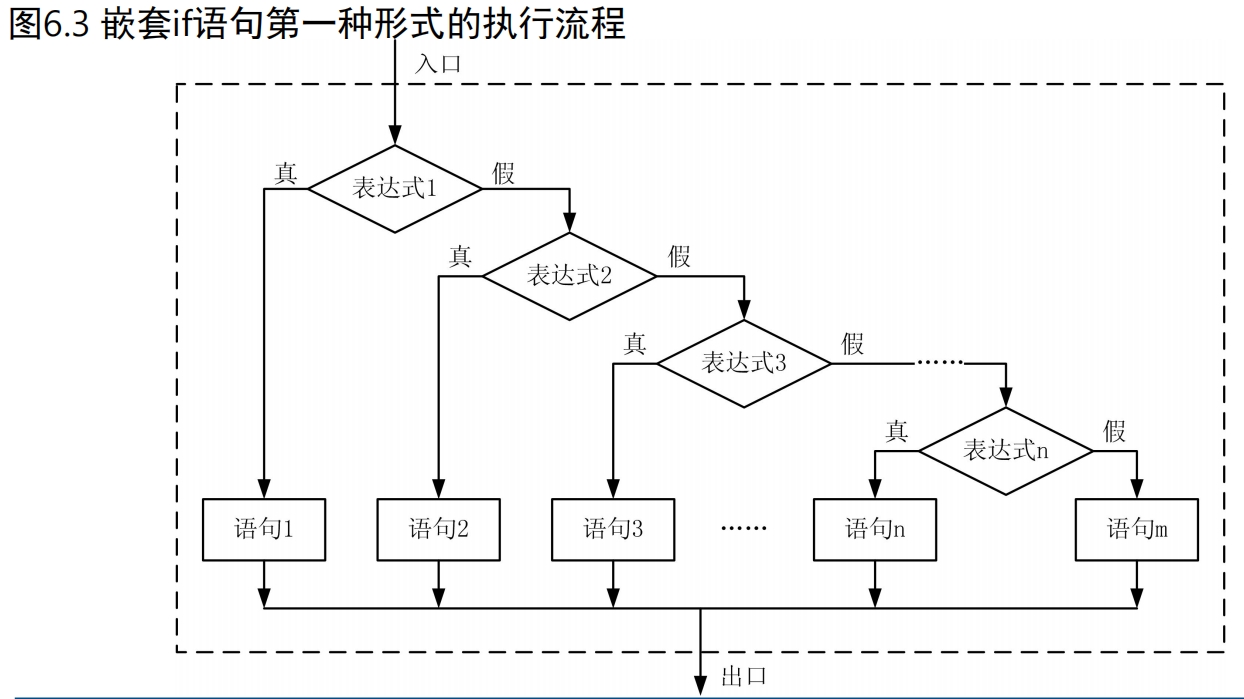 图6.3 嵌套if语句第一种形式的执行流程
入口
真
表达式1
假
真
表达式2
假
真
表达式3
假
……
真
表达式n
假
语句1
语句2
语句3
……
语句n
语句m
出口